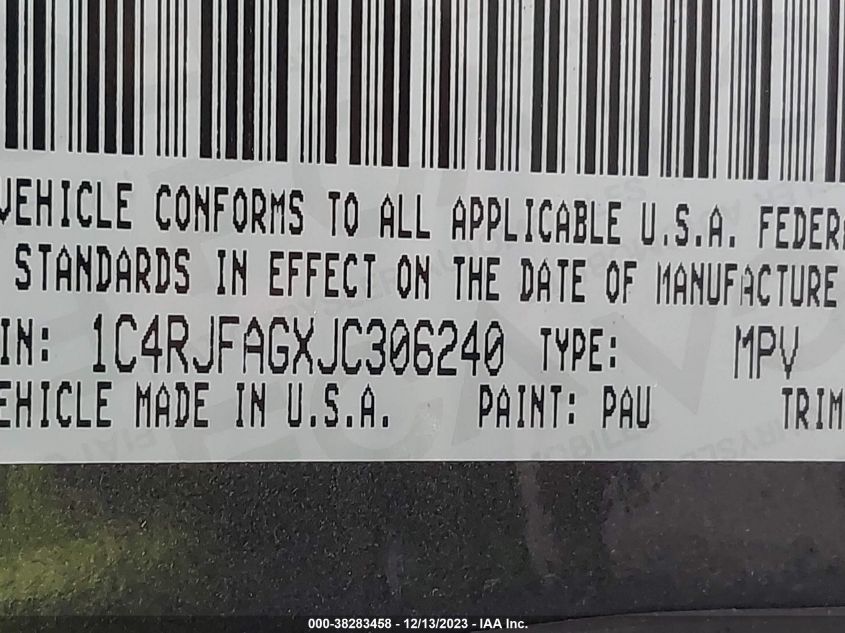 VEHICLE CONFORMS TO ALL APPLICABLE U.S.A. FEDER
STANDARDS IN EFFECT ON THE DATE OF MANUFACTURE
IN: 1C4RJFAGXJC306240 TYPE: MPV
EHICLE MADE IN U.S.A. PAINT: PAU TRIM
000-38283458 - 12/13/2023 - IAA Inc.